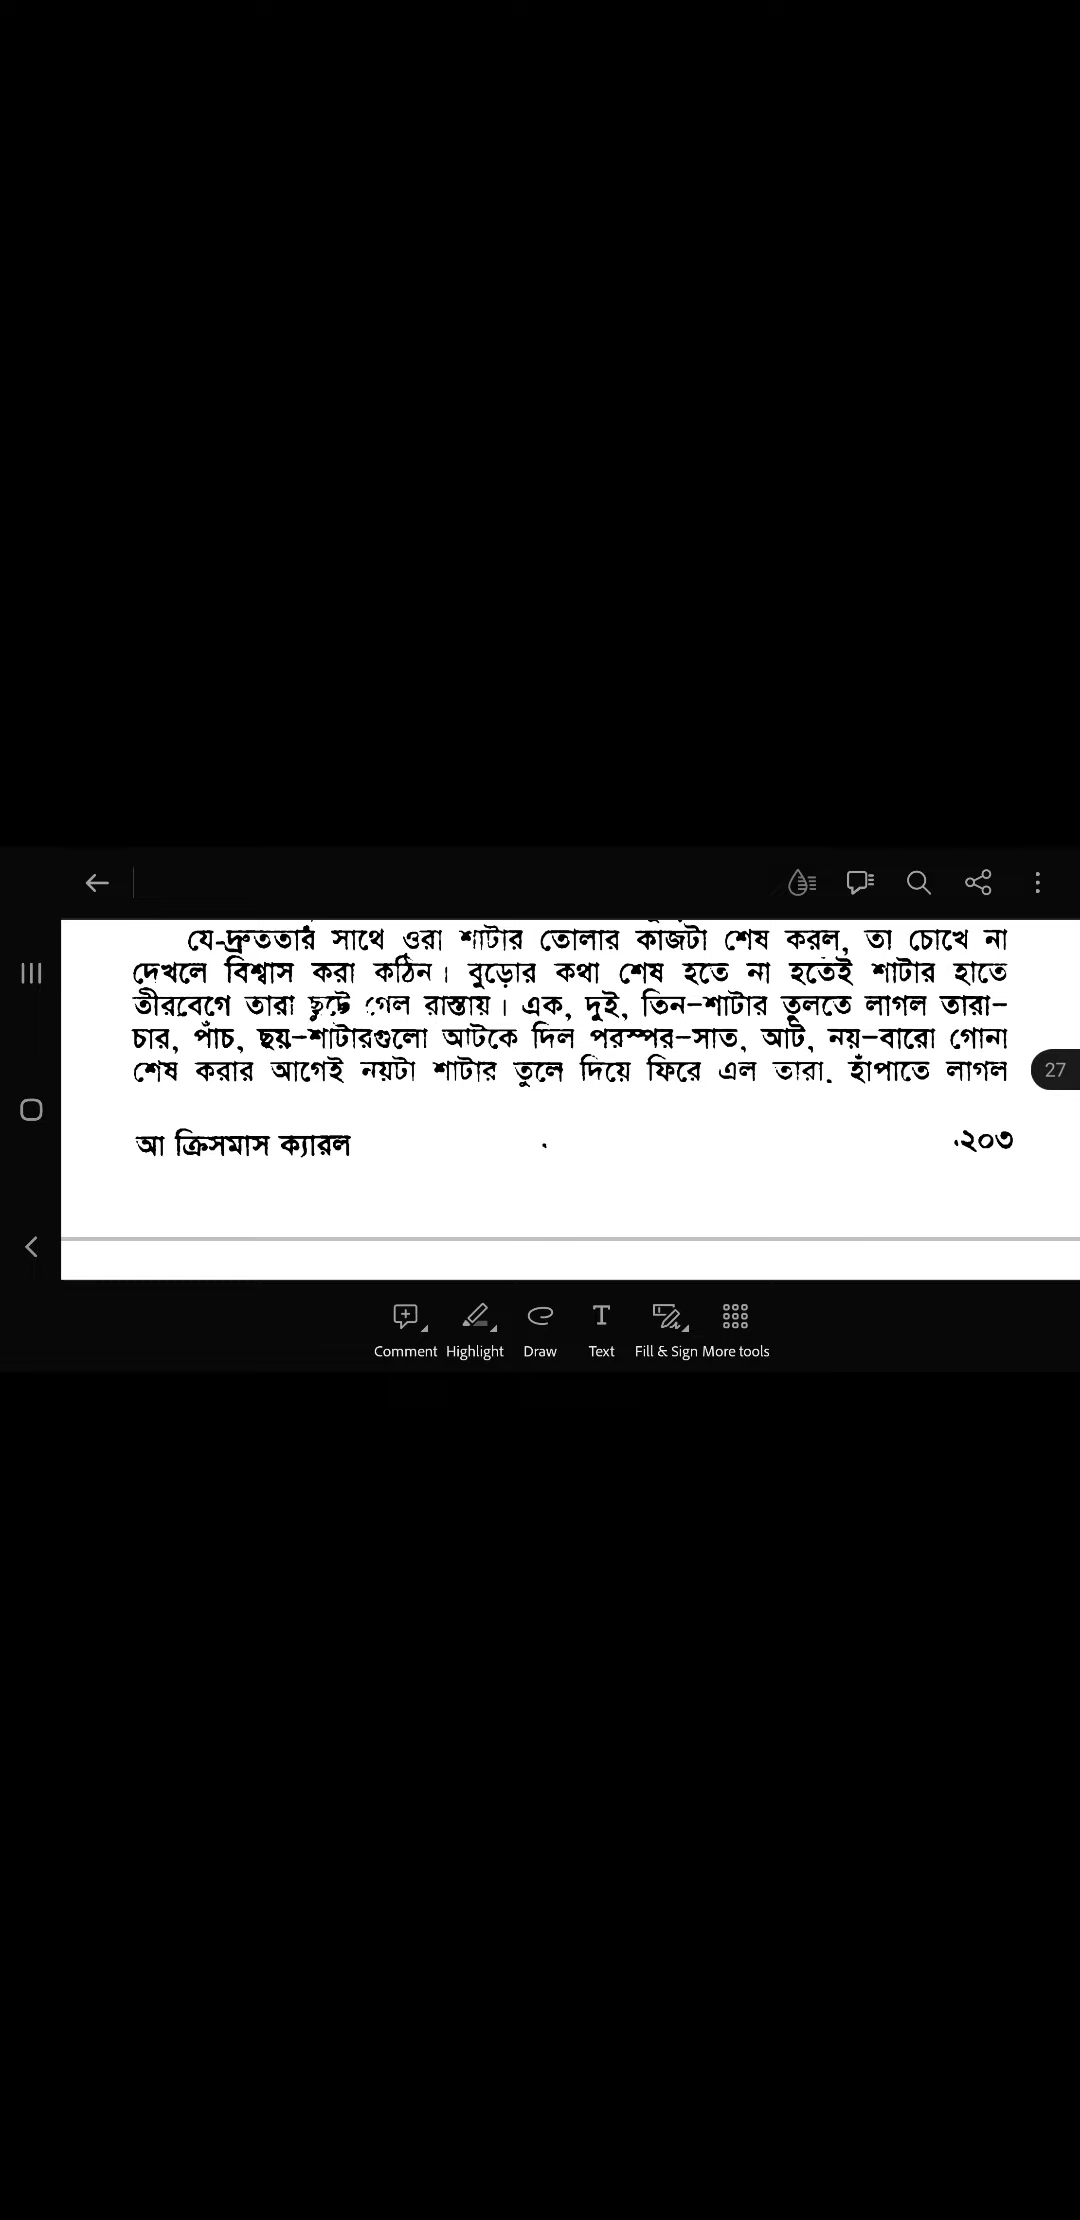 যে-দ্রুততার সাথে ওরা শাটার তোলার কাজটা শেষ করল, তা চোখে না
দেখলে বিশ্বাস করা কঠিন। বুড়োর কথা শেষ হতে না হতেই শাটার হাতে
তীরবেগে তারা ছুটে গেল রাস্তায়। এক, দুই, তিন–শাটার তুলতে লাগল তারা–
চার, পাঁচ, ছয়–শাটারগুলো আটকে দিল পরস্পর–সাত, আট, নয়–বারো গোনা
শেষ করার আগেই নয়টা শাটার তুলে দিয়ে ফিরে এল তারা, হাঁপাতে লাগল
27
আ ক্রিসমাস ক্যারল ২০৩
Comment Highlight Draw Text Fill & Sign More tools